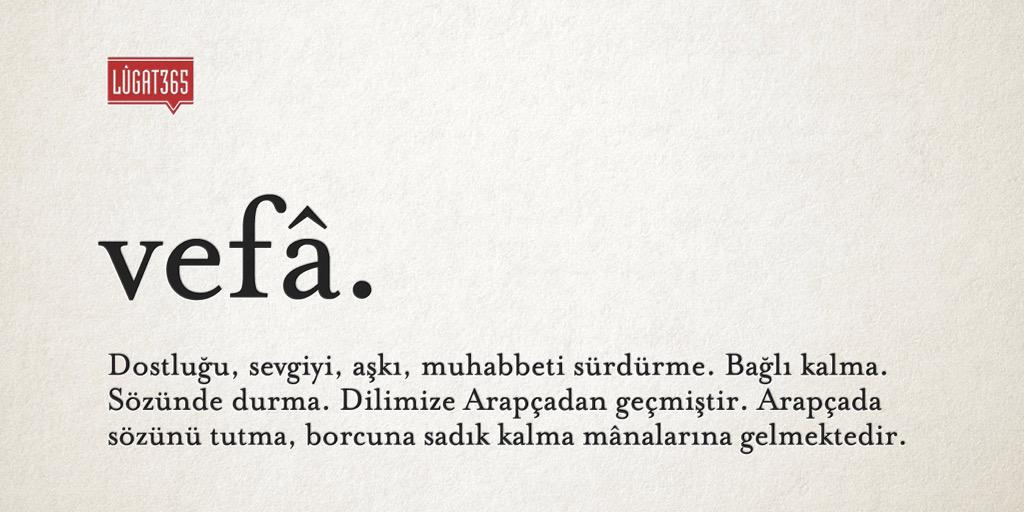 LÛGAT365
vefâ.
Dostluğu, sevgiyi, aşkı, muhabbeti sürdürme. Bağlı kalma.
Sözünde durma. Dilimize Arapçadan geçmiştir. Arapçada
sözünü tutma, borcuna sadık kalma mânalarına gelmektedir.